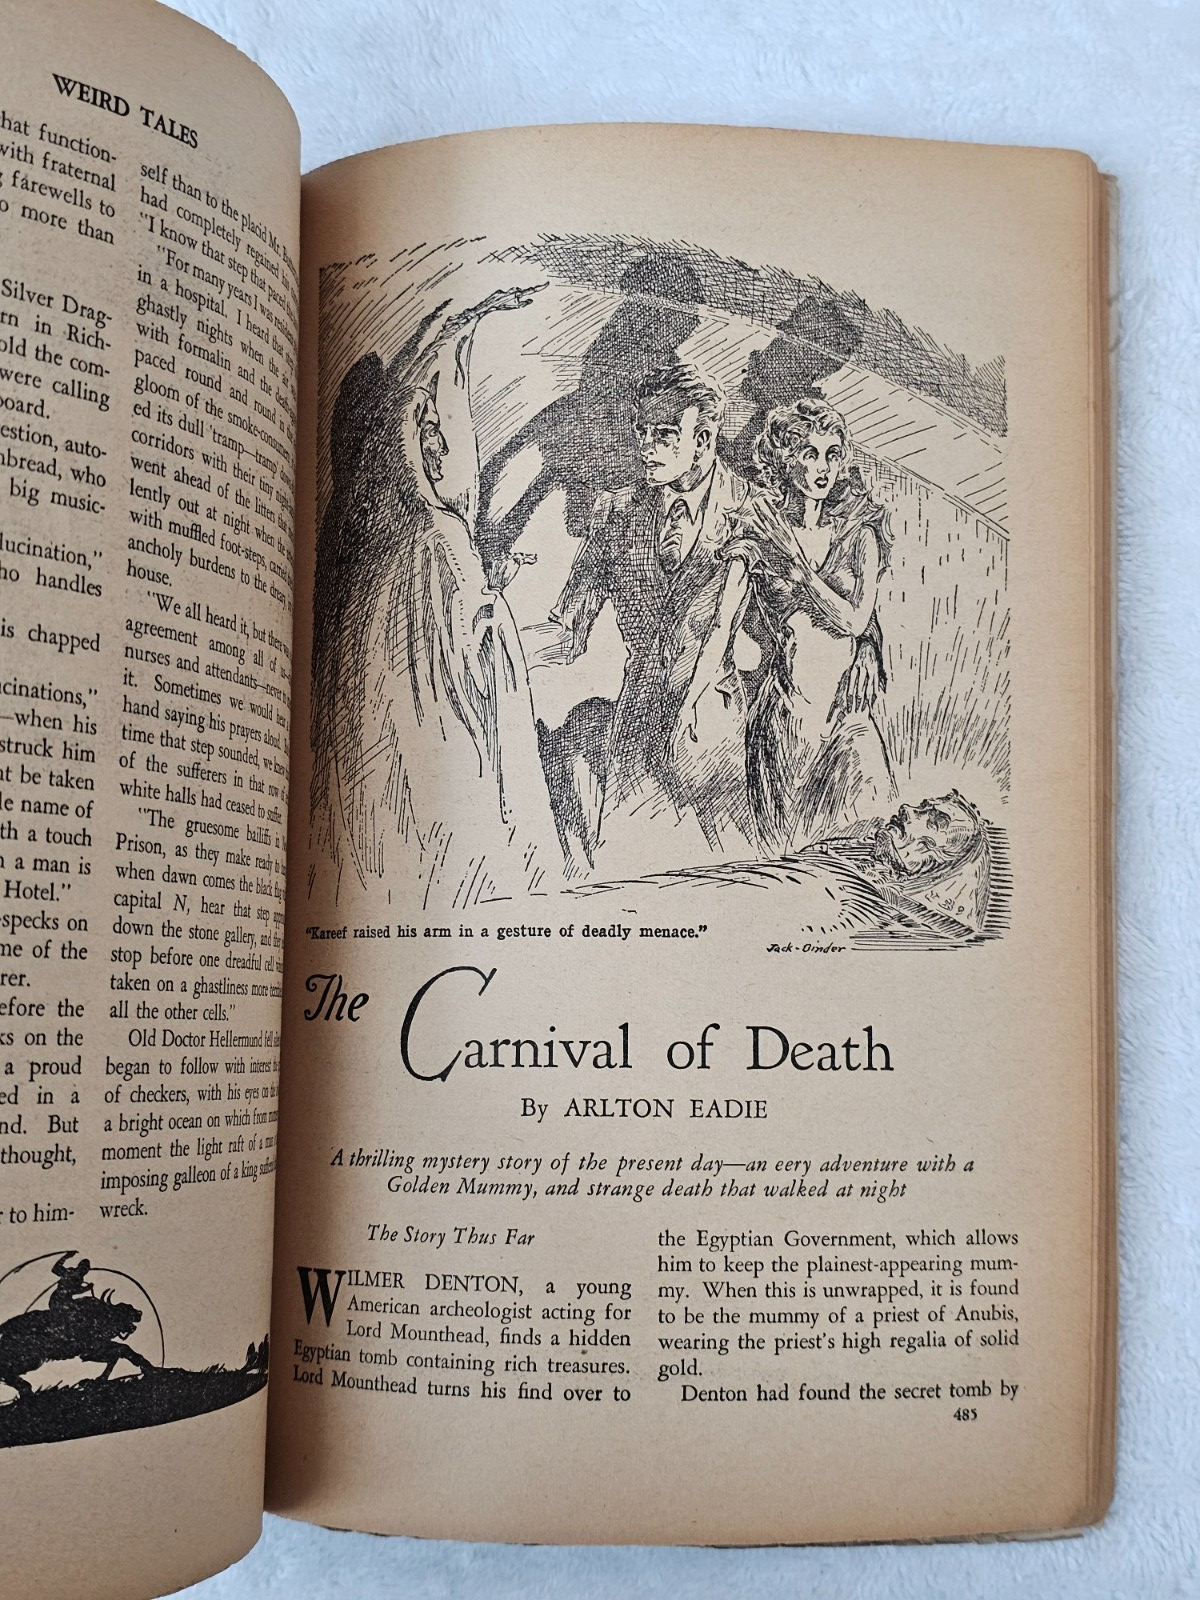 WEIRD TALES
hat function-
with fraternal
farewells to
o more than
Silver Drag-
rn in Rich-
old the com-
were calling
board.
estion, auto-
nbread, who
big music-
lucination,"
ho handles
is chapped
cinations,"
—when his
struck him
nt be taken
le name of
th a touch
n a man is
Hotel."
-specks on
me of the
rer.
efore the
ks on the
a proud
ed in a
nd. But
thought,
r to him-
self than to the placid Mr.
had completely regained his
"I know that step that paced
"For many years I was
in a hospital. I heard that
ghastly nights when the air
with formalin and the
paced round and round in the
gloom of the
ed its dull 'tramp—tramp'
corridors with their tiny
went ahead of the litten
lently out at night when the
with muffled foot-steps, carried
ancholy burdens to the dreary
house.
"We all heard it, but there was
agreement among all of us—
nurses and attendants—never to
it. Sometimes we would hear a
hand saying his prayers aloud.
time that step sounded, we knew
of the sufferers in that row of
white halls had ceased to suffer.
"The gruesome bailiffs in
Prison, as they make ready to
when dawn comes the black flag
capital N, hear that step
down the stone gallery, and
stop before one dreadful cell
taken on a ghastliness more
all the other cells."
Old Doctor Hellermund fell
began to follow with interest the
of checkers, with his eyes on
a bright ocean on which from
moment the light raft of a man
imposing galleon of a king
wreck.
"Kareef raised his arm in a gesture of deadly menace."
Jack-Binder
The
Carnival of Death
By ARLTON EADIE
A thrilling mystery story of the present day—an eery adventure with a
Golden Mummy, and strange death that walked at night
The Story Thus Far
WILMER DENTON, a young
American archeologist acting for
Lord Mounthead, finds a hidden
Egyptian tomb containing rich treasures.
Lord Mounthead turns his find over to
the Egyptian Government, which allows
him to keep the plainest-appearing mum-
my. When this is unwrapped, it is found
to be the mummy of a priest of Anubis,
wearing the priest's high regalia of solid
gold.
Denton had found the secret tomb by
485